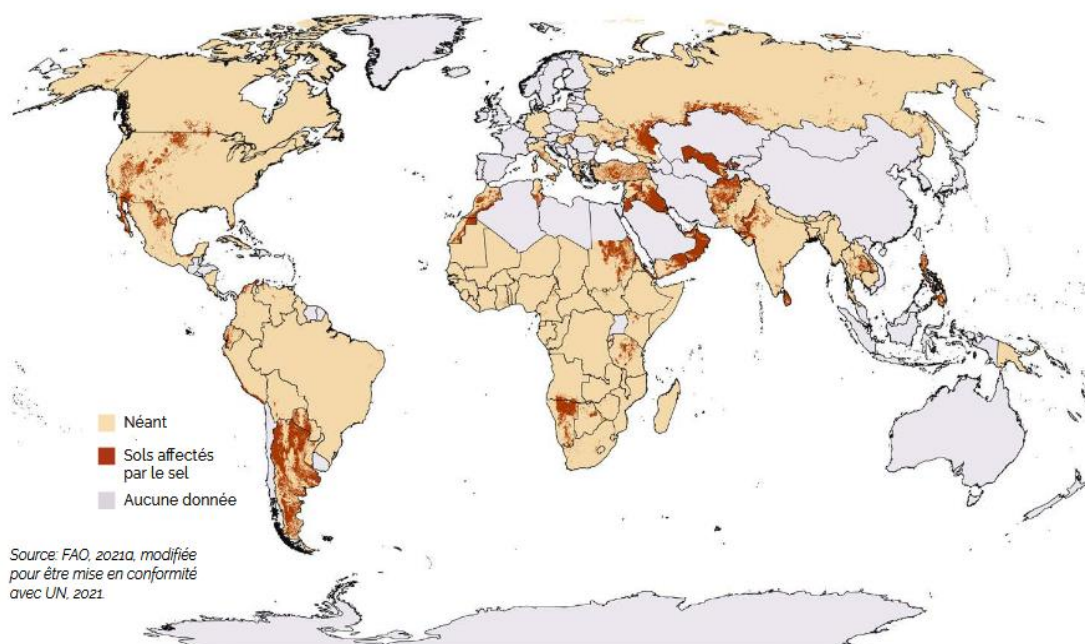 Néant
Sols affectés
par le sel
Aucune donnée
Source: FAO, 2021a, modifiée
pour être mise en conformité
avec UN, 2021.